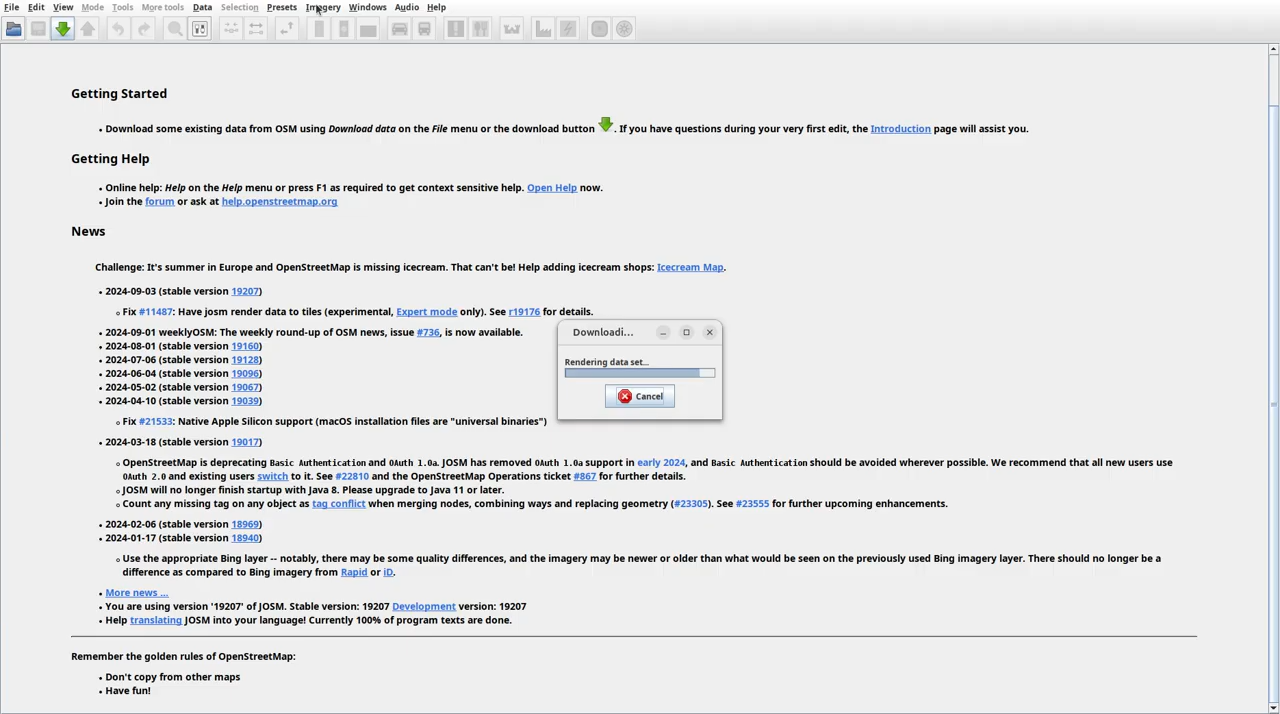 File Edit View Mode Tools More tools Data Selection Presets Imagery Windows Audio Help
Getting Started
• Download some existing data from OSM using Download data on the File menu or the download button . If you have questions during your very first edit, the Introduction page will assist you.
Getting Help
• Online help: Help on the Help menu or press F1 as required to get context sensitive help. Open Help now.
• Join the forum or ask at help.openstreetmap.org
News
Challenge: It's summer in Europe and OpenStreetMap is missing icecream. That can't be! Help adding icecream shops: Icecream Map.
• 2024-09-03 (stable version 19207)
Fix #11487: Have josm render data to tiles (experimental, Expert mode only). See r19176 for details.
• 2024-09-01 weeklyOSM: The weekly round-up of OSM news, issue #736, is now available.
• 2024-08-01 (stable version 19160)
• 2024-07-06 (stable version 19128)
• 2024-06-04 (stable version 19096)
• 2024-05-02 (stable version 19067)
• 2024-04-10 (stable version 19039)
Fix #21533: Native Apple Silicon support (macOS installation files are "universal binaries")
• 2024-03-18 (stable version 19017)
OpenStreetMap is deprecating Basic Authentication and OAuth 1.0a. JOSM has removed OAuth 1.0a support in early 2024, and Basic Authentication should be avoided wherever possible. We recommend that all new users use
OAuth 2.0 and existing users switch to it. See #22810 and the OpenStreetMap Operations ticket #867 for further details.
JOSM will no longer finish startup with Java 8. Please upgrade to Java 11 or later.
Count any missing tag on any object as tag conflict when merging nodes, combining ways and replacing geometry (#23305). See #23555 for further upcoming enhancements.
• 2024-02-06 (stable version 18969)
• 2024-01-17 (stable version 18940)
Use the appropriate Bing layer -- notably, there may be some quality differences, and the imagery may be newer or older than what would be seen on the previously used Bing imagery layer. There should no longer be a
difference as compared to Bing imagery from Rapid or iD.
• More news ...
• You are using version '19207' of JOSM. Stable version: 19207 Development version: 19207
• Help translating JOSM into your language! Currently 100% of program texts are done.
Remember the golden rules of OpenStreetMap:
• Don't copy from other maps
• Have fun!
Downloadi...
Rendering data set...
Cancel